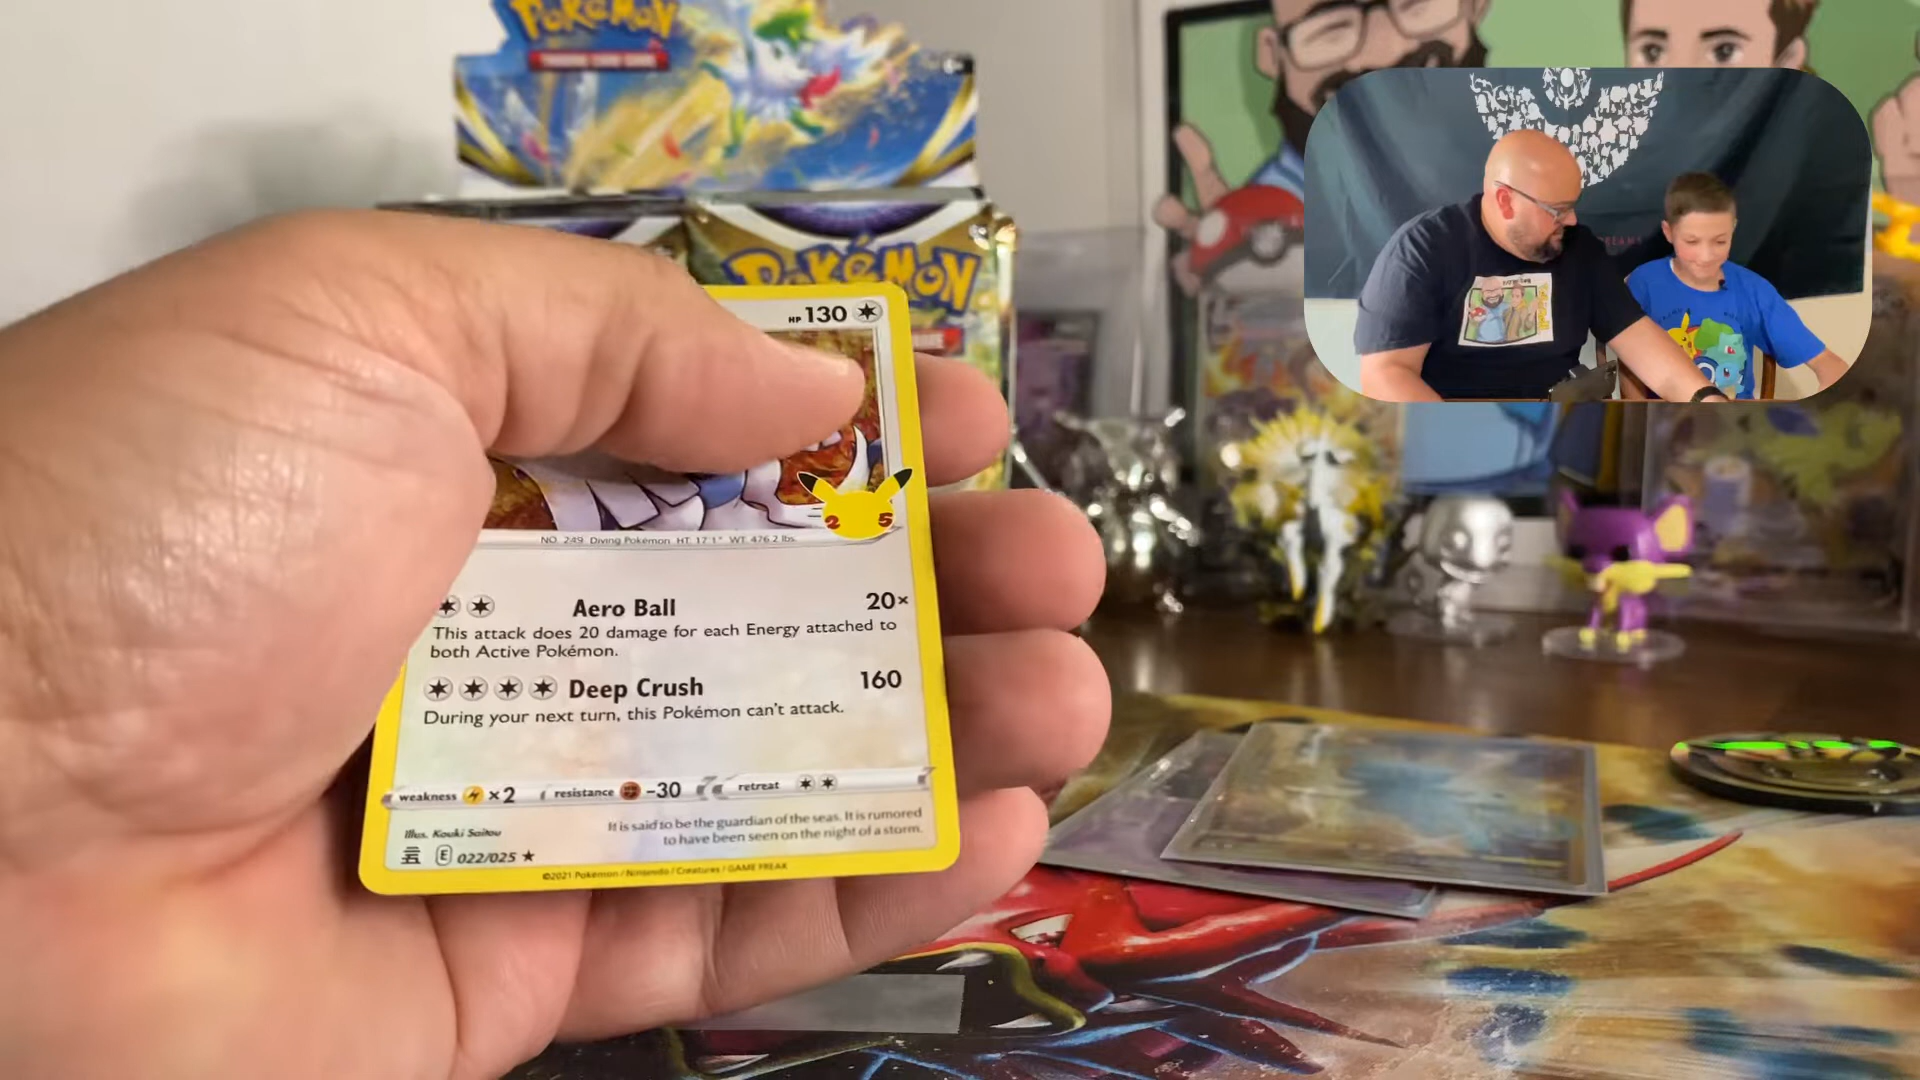 POKéMON
POKéMON
HP 130
25
NO. 249 Diving Pokémon HT: 17'1" WT: 476.2 lbs.
Aero Ball 20×
This attack does 20 damage for each Energy attached to
both Active Pokémon.
Deep Crush 160
During your next turn, this Pokémon can't attack.
weakness ×2 resistance -30 retreat
Illus. Kouki Saitou
It is said to be the guardian of the seas. It is rumored
to have been seen on the night of a storm.
E 022/025 ★
©2021 Pokémon / Nintendo / Creatures / GAME FREAK